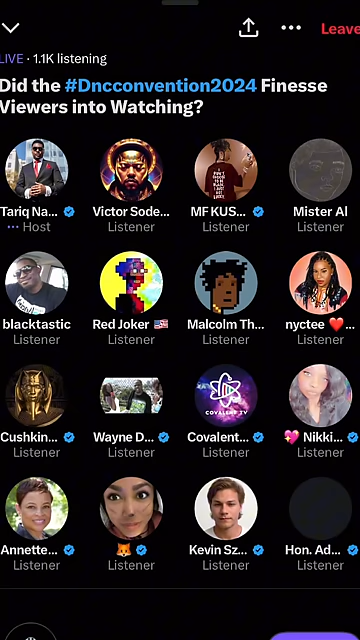 Leave
LIVE · 1.1K listening
Did the #Dncconvention2024 Finesse
Viewers into Watching?
Tariq Na... Victor Sode... MF KUS... Mister Al
Host Listener Listener Listener
blacktastic Red Joker 🇺🇸 Malcolm Th... nyctee ❤️...
Listener Listener Listener Listener
COVALENT TV
Cushkin... Wayne D... Covalent... 💖 Nikki...
Listener Listener Listener Listener
Annette... 🦊 Kevin Sz... Hon. Ad...
Listener Listener Listener Listener